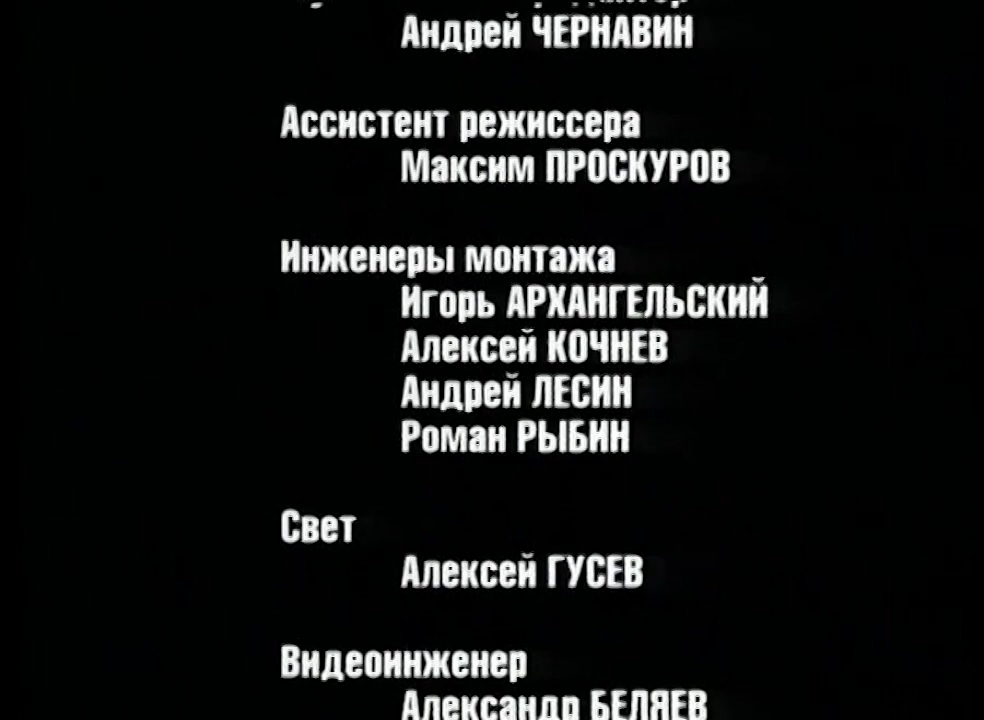 Андрей ЧЕРНАВИН
Ассистент режиссера
Максим ПРОСКУРОВ
Инженеры монтажа
Игорь АРХАНГЕЛЬСКИЙ
Алексей КОЧНЕВ
Андрей ЛЕСИН
Роман РЫБИН
Свет
Алексей ГУСЕВ
Видеоинженер
Александр БЕЛЯЕВ